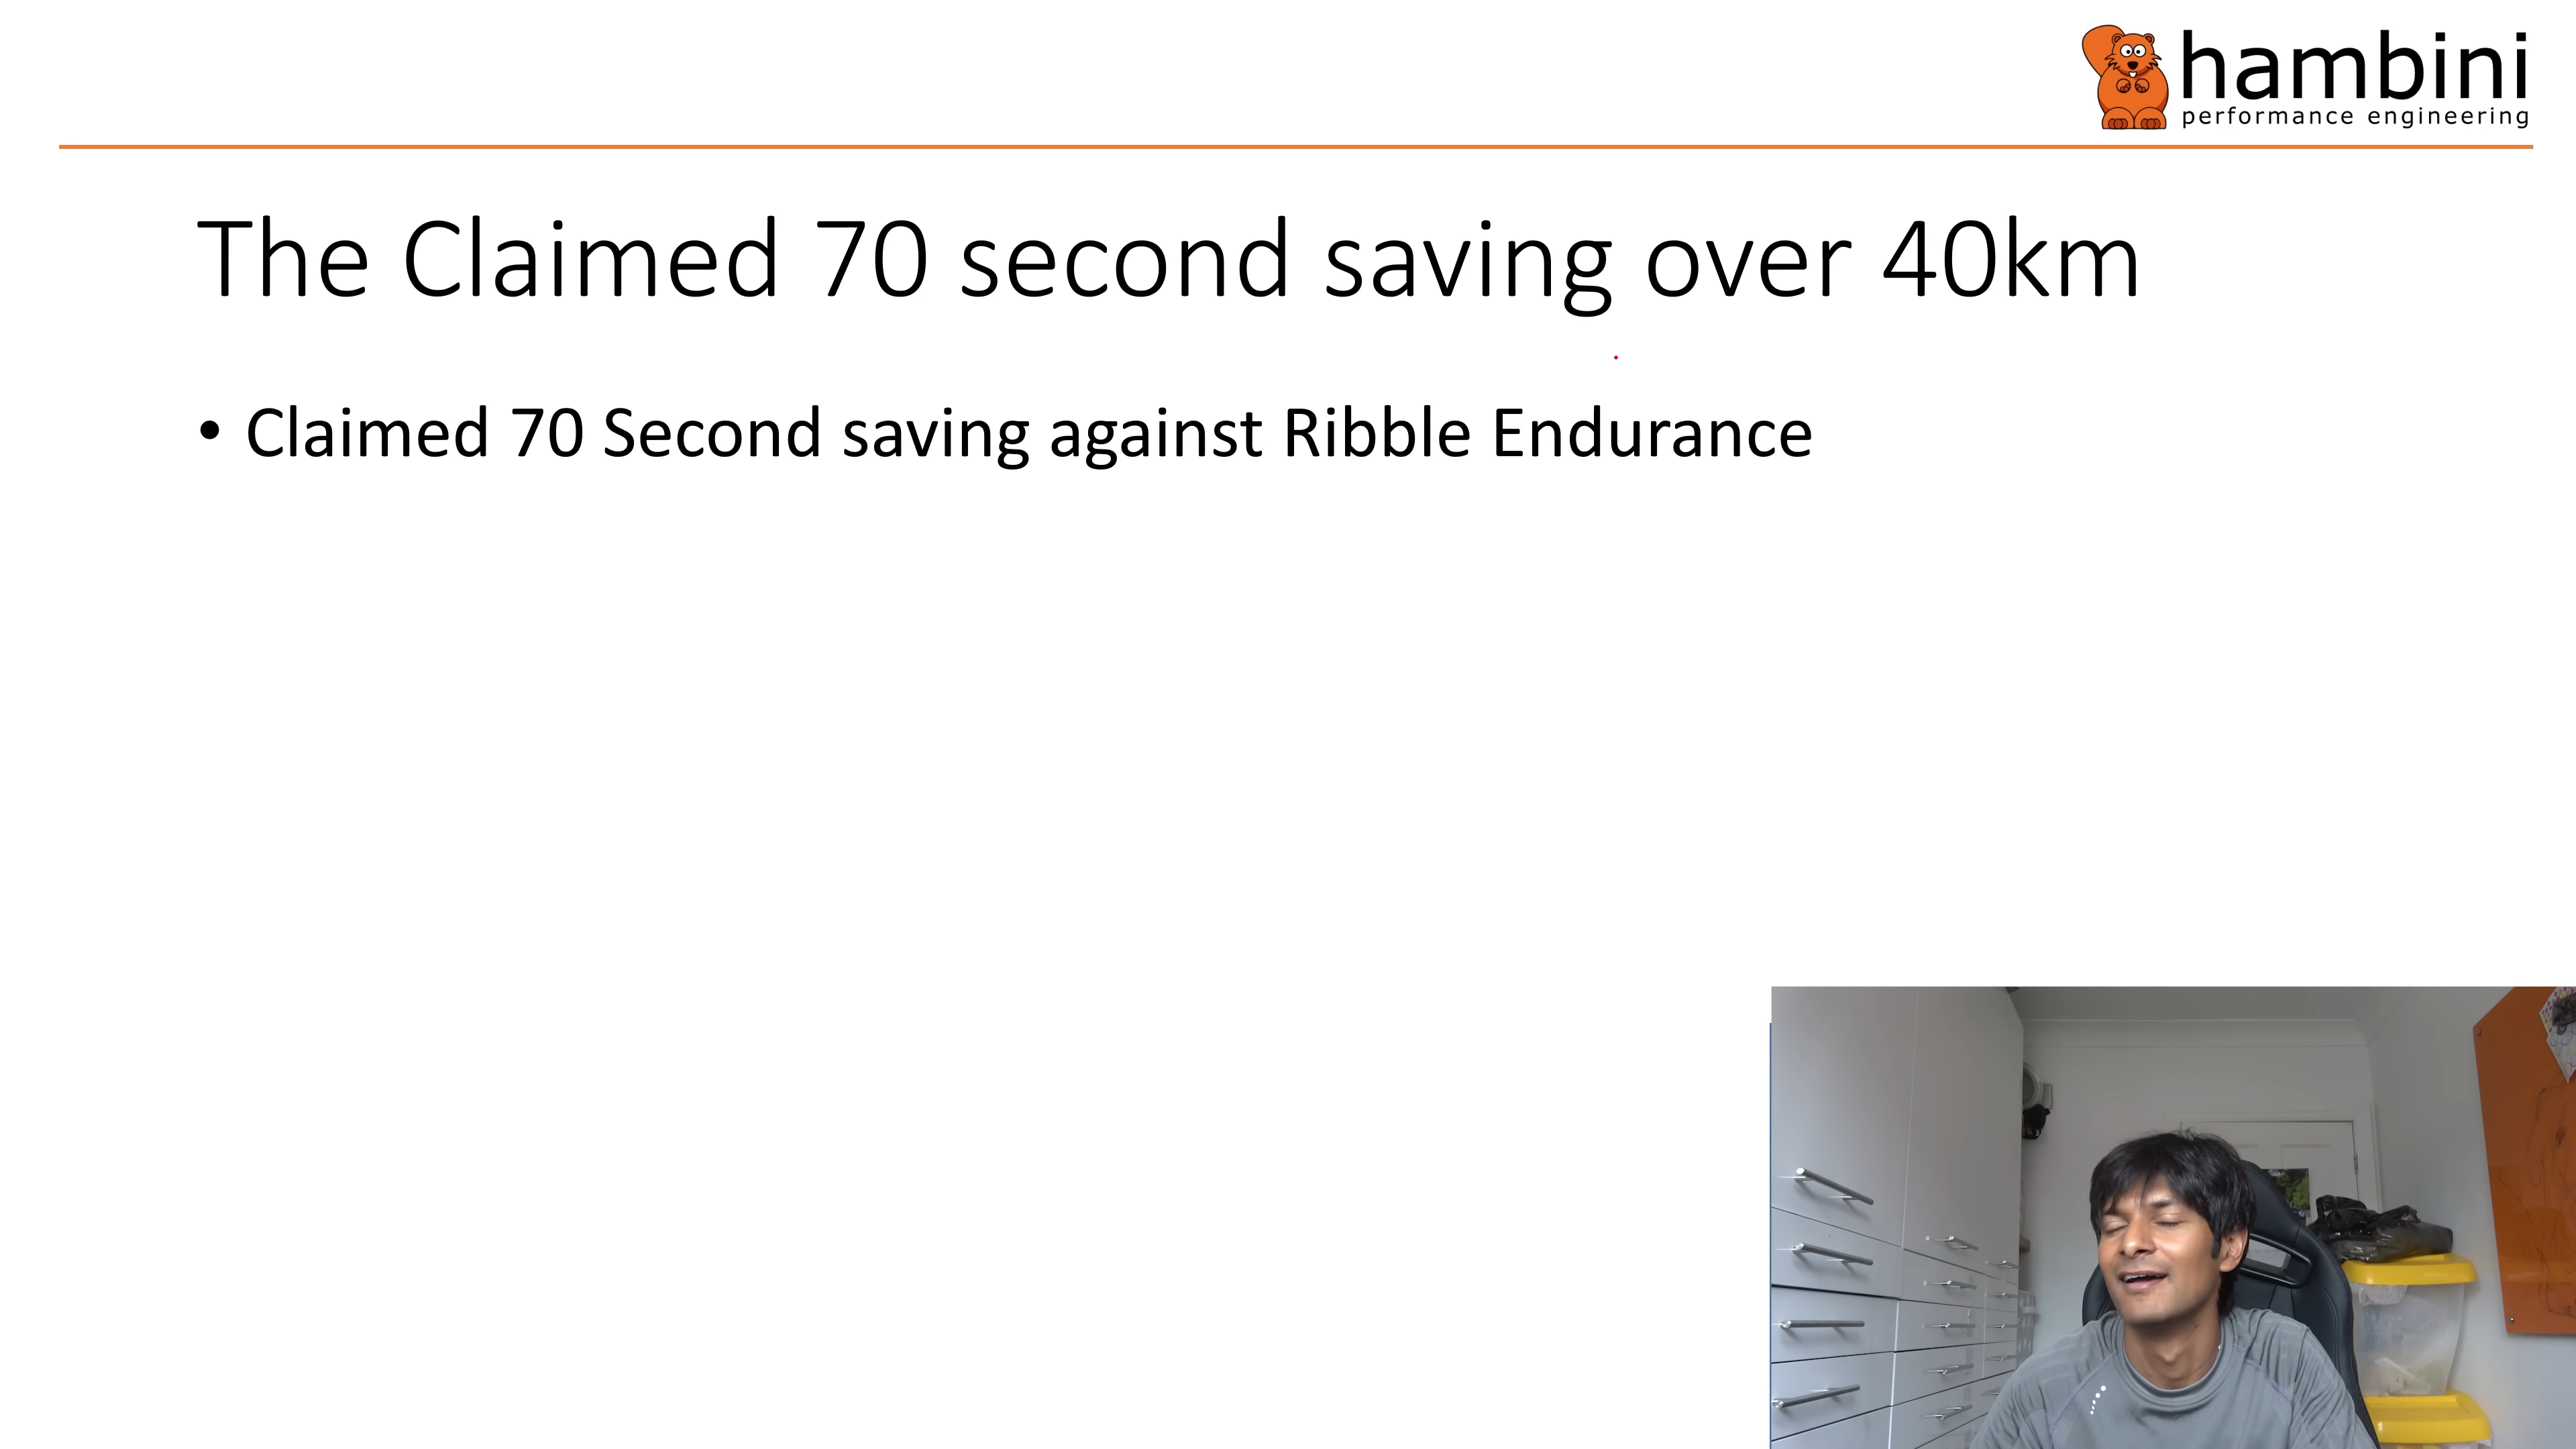 hambini
performance engineering
The Claimed 70 second saving over 40km
• Claimed 70 Second saving against Ribble Endurance